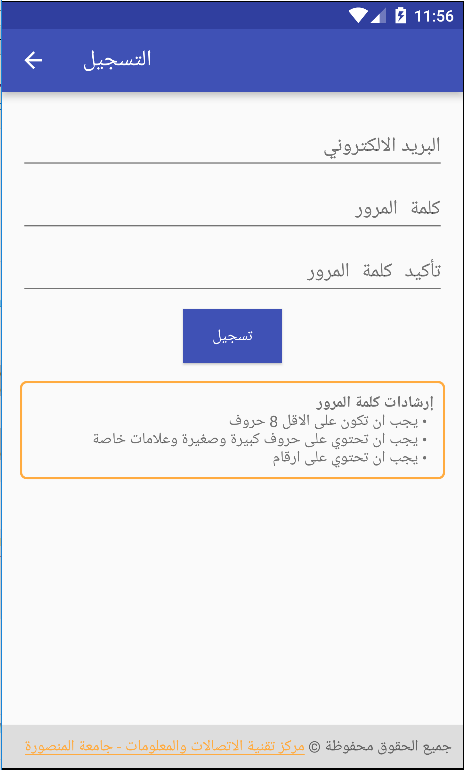 11:56
التسجيل
البريد الالكتروني
كلمة المرور
تأكيد كلمة المرور
تسجيل
إرشادات كلمة المرور
• يجب ان تكون على الاقل 8 حروف
• يجب ان تحتوي على حروف كبيرة وصغيرة وعلامات خاصة
• يجب ان تحتوي على ارقام
جميع الحقوق محفوظة © مركز تقنية الاتصالات والمعلومات - جامعة المنصورة